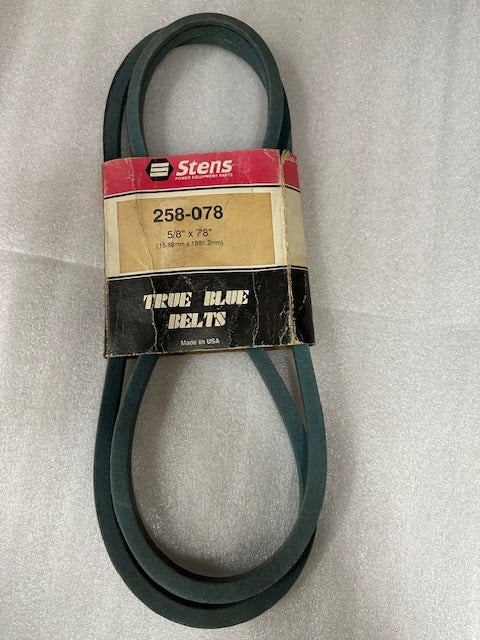 Stens
POWER EQUIPMENT PARTS
258-078
5/8" x 78"
(15.88mm x 1981.2mm)
TRUE BLUE
BELTS
Made in USA